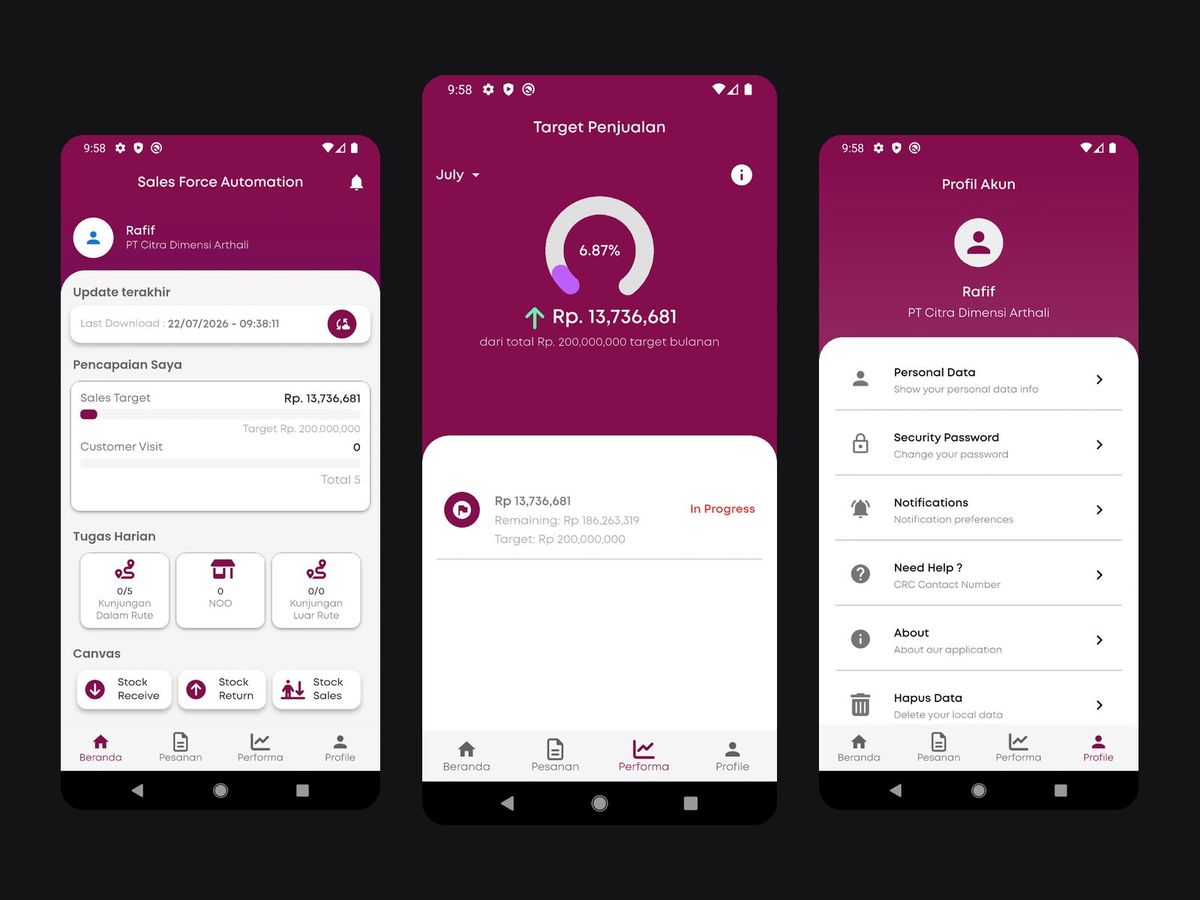 9:58
Sales Force Automation
Rafif
PT Citra Dimensi Arthali
Update terakhir
Last Download : 22/07/2026 - 09:38:11
Pencapaian Saya
Sales Target Rp. 13,736,681
Target Rp. 200,000,000
Customer Visit 0
Total 5
Tugas Harian
0/5
Kunjungan
Dalam Rute
0
NOO
0/0
Kunjungan
Luar Rute
Canvas
Stock
Receive
Stock
Return
Stock
Sales
Beranda Pesanan Performa Profile
9:58
Target Penjualan
July
6.87%
Rp. 13,736,681
dari total Rp. 200,000,000 target bulanan
Rp 13,736,681
Remaining: Rp 186,263,319
Target: Rp 200,000,000
In Progress
Beranda Pesanan Performa Profile
9:58
Profil Akun
Rafif
PT Citra Dimensi Arthali
Personal Data
Show your personal data info
Security Password
Change your password
Notifications
Notification preferences
Need Help ?
CRC Contact Number
About
About our application
Hapus Data
Delete your local data
Beranda Pesanan Performa Profile